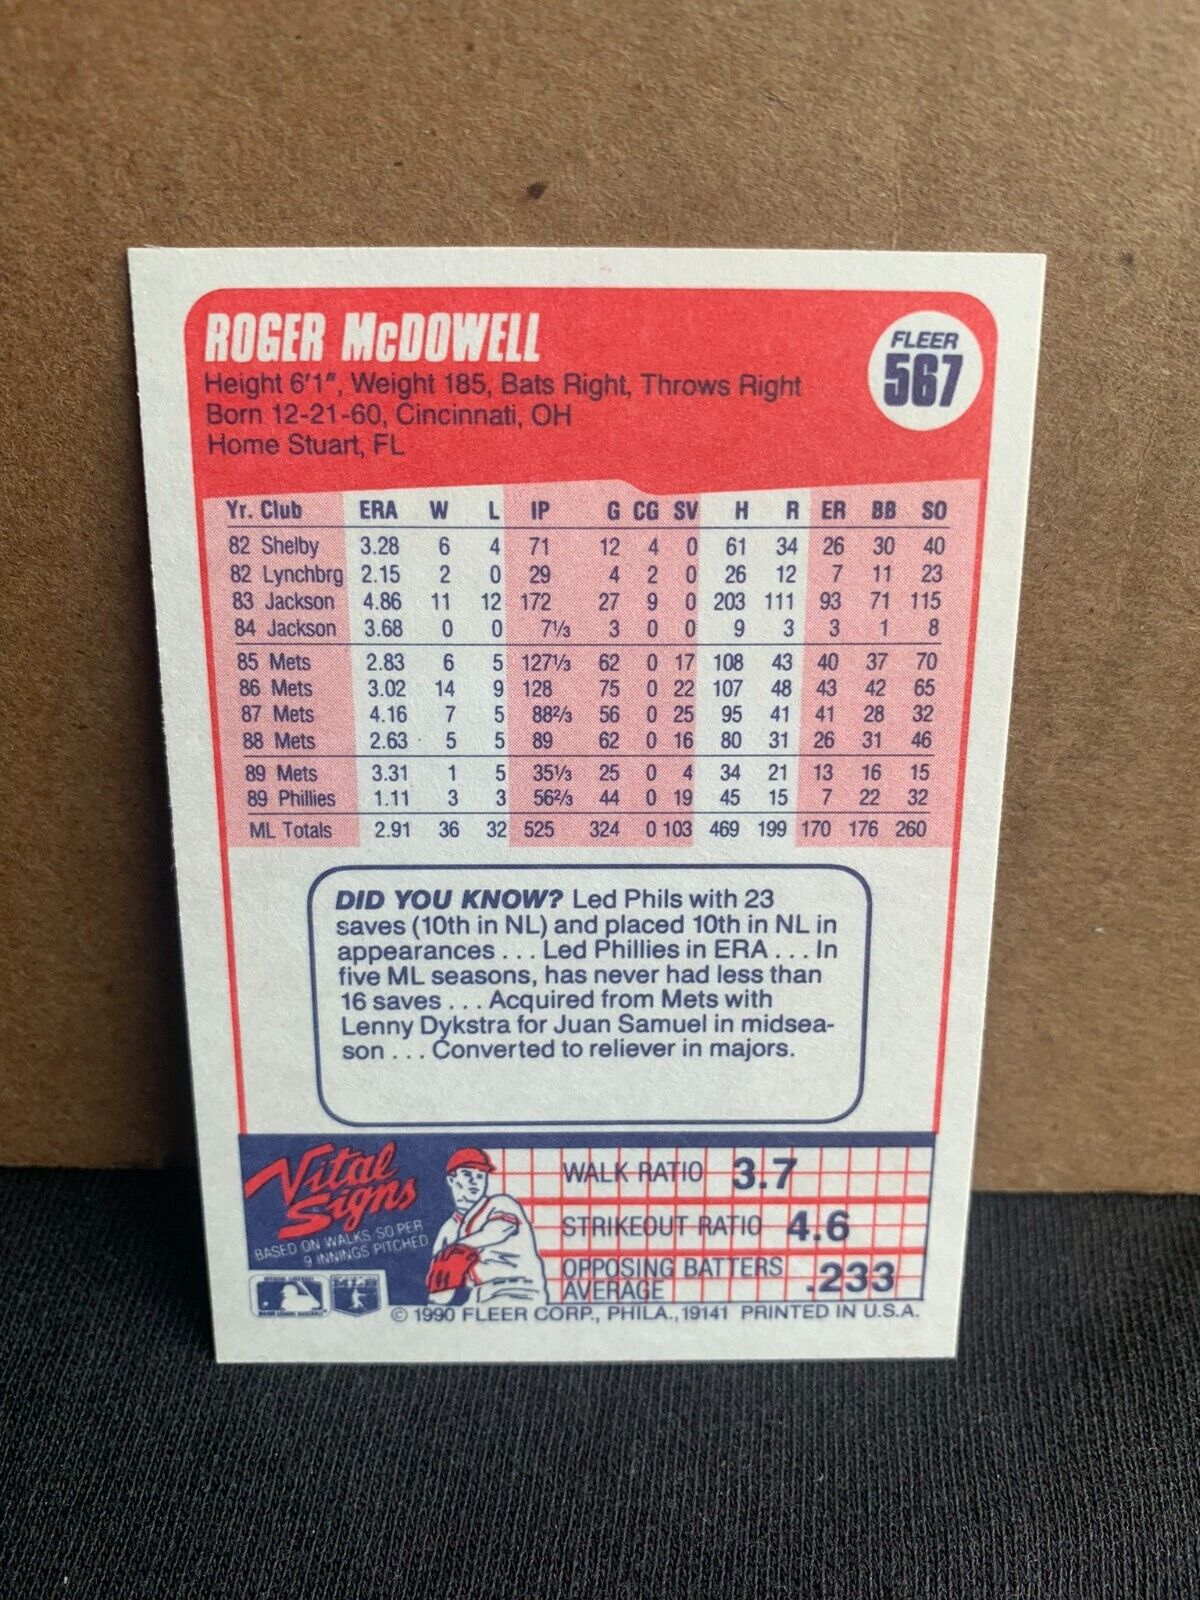 ROGER McDOWELL
FLEER
567
Height 6'1", Weight 185, Bats Right, Throws Right
Born 12-21-60, Cincinnati, OH
Home Stuart, FL
Yr. Club ERA W L IP G CG SV H R ER BB SO
82 Shelby 3.28 6 4 71 12 4 0 61 34 26 30 40
82 Lynchbrg 2.15 2 0 29 4 2 0 26 12 7 11 23
83 Jackson 4.86 11 12 172 27 9 0 203 111 93 71 115
84 Jackson 3.68 0 0 7⅓ 3 0 0 9 3 3 1 8
85 Mets 2.83 6 5 127⅓ 62 0 17 108 43 40 37 70
86 Mets 3.02 14 9 128 75 0 22 107 48 43 42 65
87 Mets 4.16 7 5 88⅔ 56 0 25 95 41 41 28 32
88 Mets 2.63 5 5 89 62 0 16 80 31 26 31 46
89 Mets 3.31 1 5 35⅓ 25 0 4 34 21 13 16 15
89 Phillies 1.11 3 3 56⅔ 44 0 19 45 15 7 22 32
ML Totals 2.91 36 32 525 324 0 103 469 199 170 176 260
DID YOU KNOW? Led Phils with 23
saves (10th in NL) and placed 10th in NL in
appearances . . . Led Phillies in ERA . . . In
five ML seasons, has never had less than
16 saves . . . Acquired from Mets with
Lenny Dykstra for Juan Samuel in midsea-
son . . . Converted to reliever in majors.
Vital
Signs
BASED ON WALKS, SO PER
9 INNINGS PITCHED
WALK RATIO 3.7
STRIKEOUT RATIO 4.6
OPPOSING BATTERS
AVERAGE .233
MLB
© 1990 FLEER CORP., PHILA., 19141 PRINTED IN U.S.A.